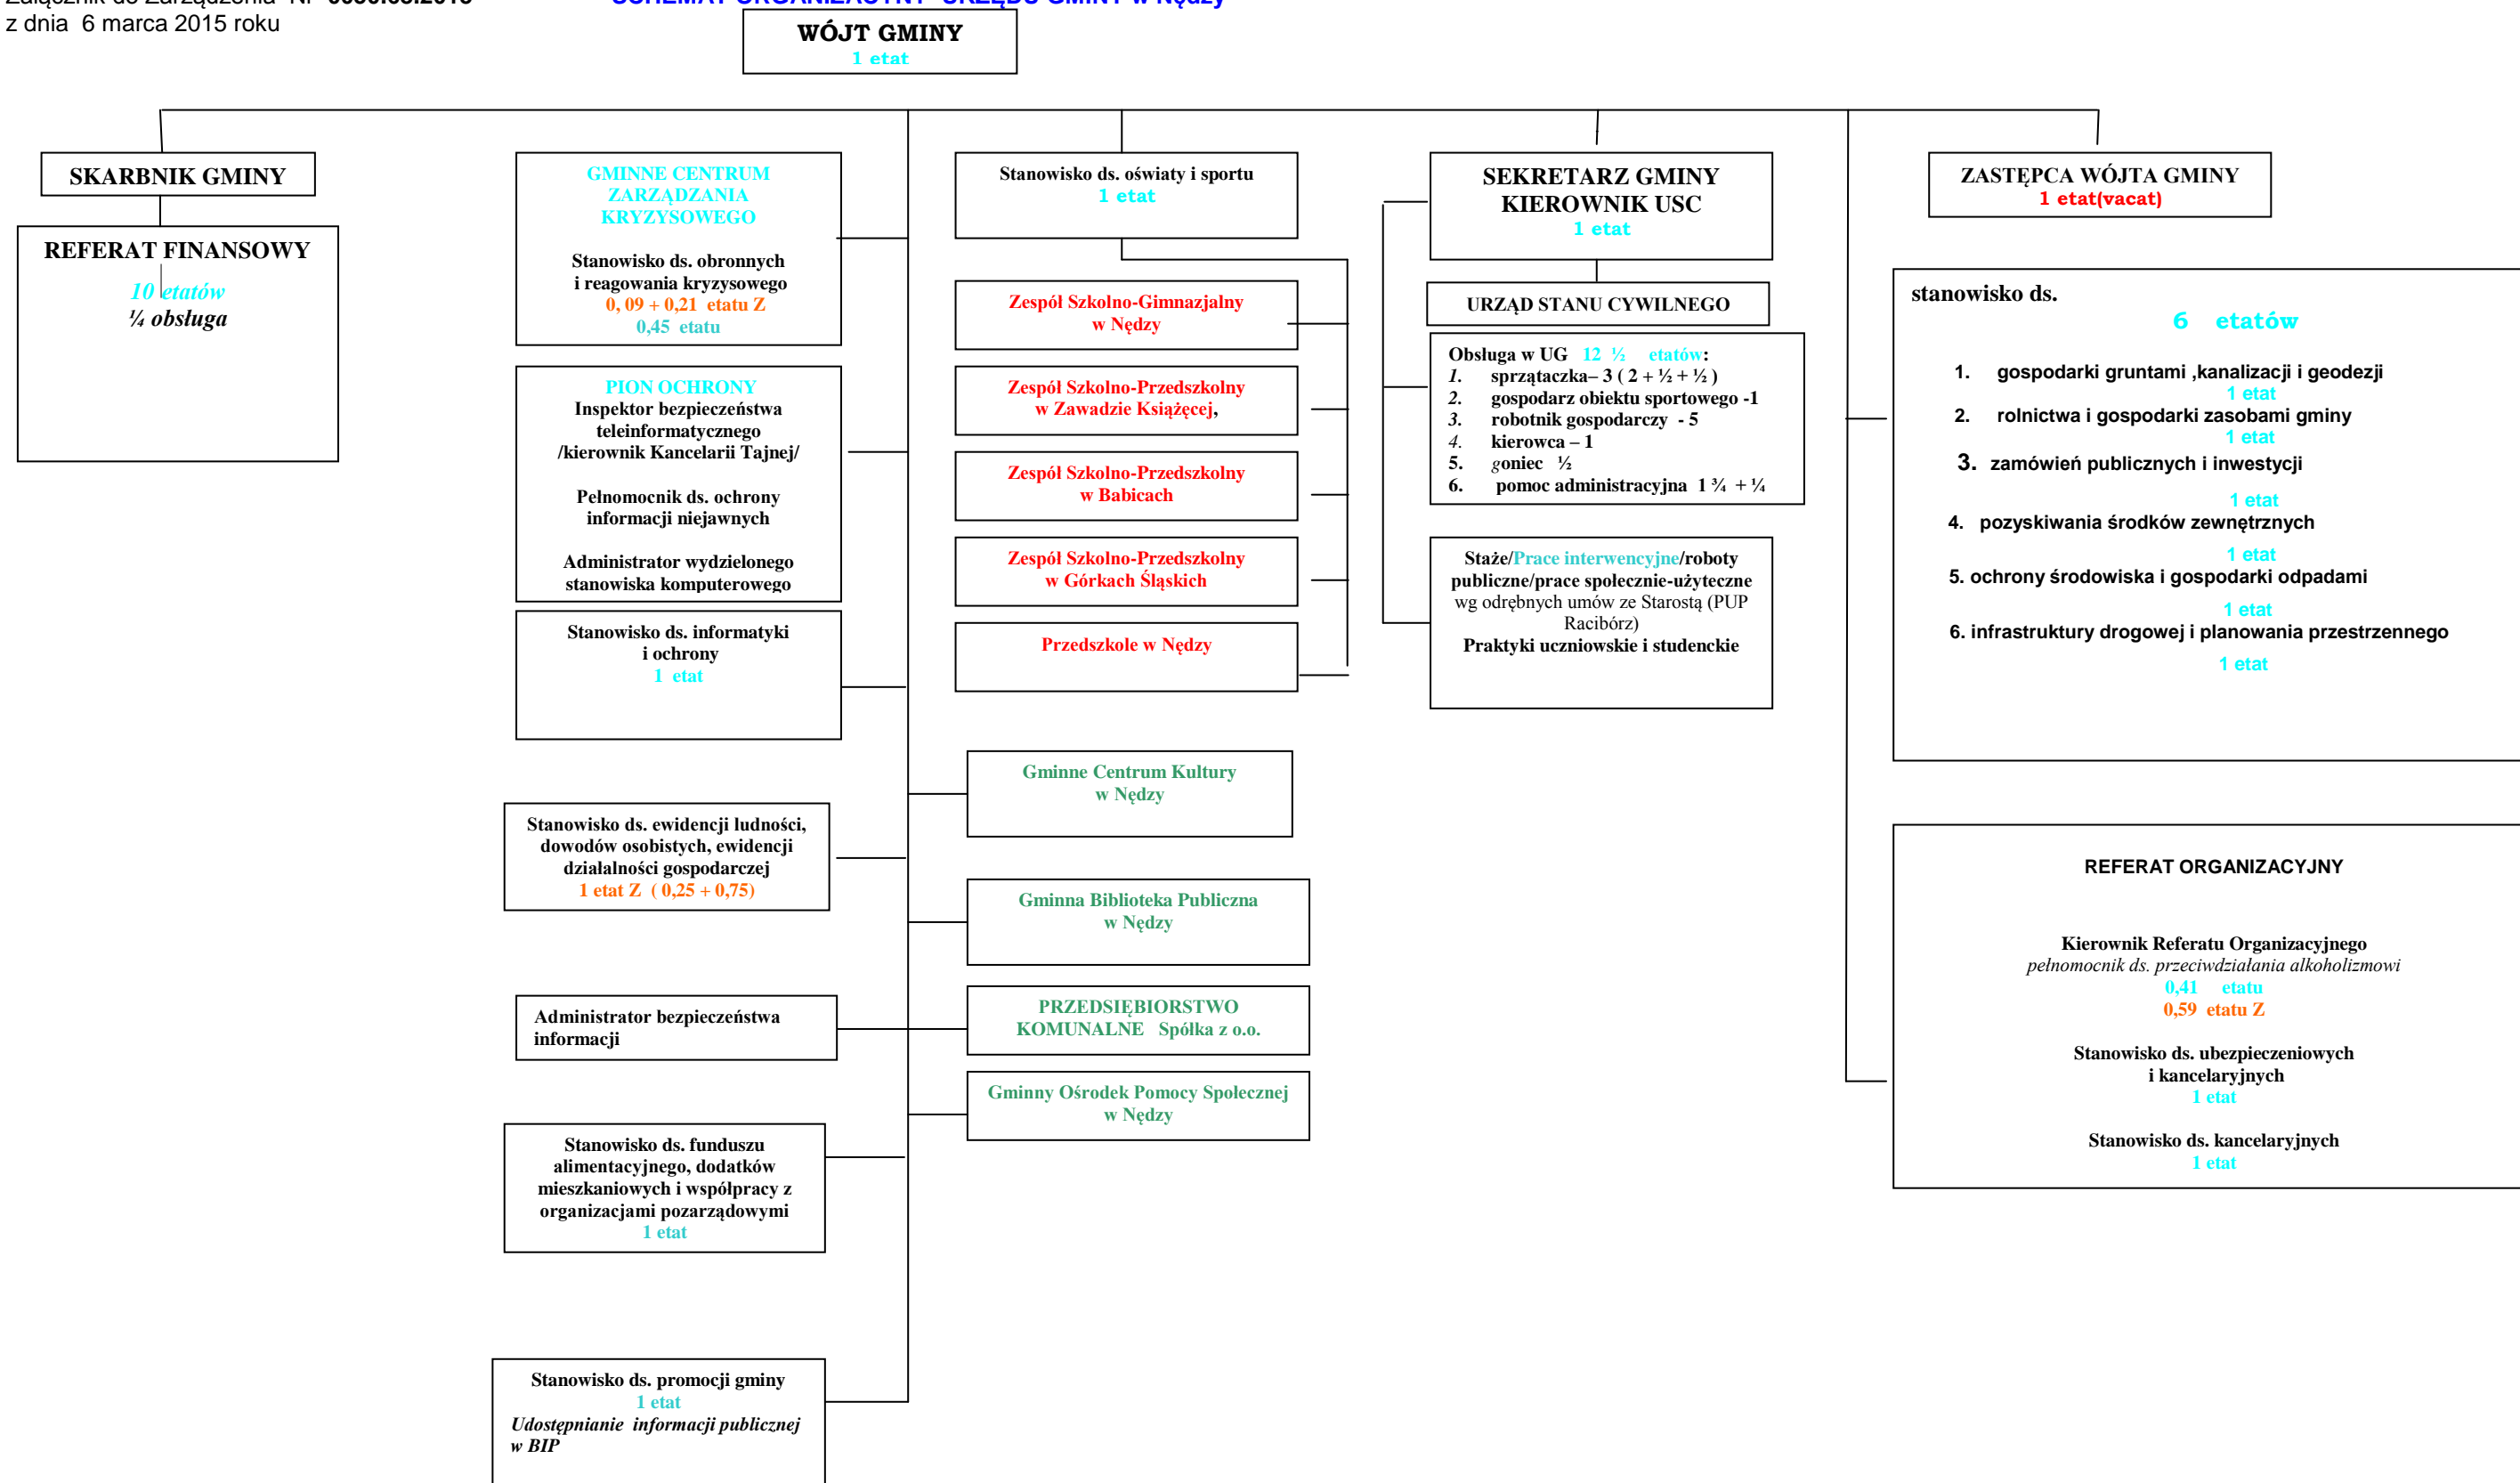 Załącznik do Zarządzenia Nr
SCHEMAT ORGANIZACYJNY URZĘDU GMINY w Nędzy
z dnia 6 marca 2015 roku
WÓJT GMINY
1 etat
SKARBNIK GMINY
REFERAT FINANSOWY
10 etatów
¼ obsługa
GMINNE CENTRUM
ZARZĄDZANIA
KRYZYSOWEGO
Stanowisko ds. obronnych
i reagowania kryzysowego
0, 09 + 0,21 etatu Z
0,45 etatu
PION OCHRONY
Inspektor bezpieczeństwa
teleinformatycznego
/kierownik Kancelarii Tajnej/
Pełnomocnik ds. ochrony
informacji niejawnych
Administrator wydzielonego
stanowiska komputerowego
Stanowisko ds. informatyki
i ochrony
1 etat
Stanowisko ds. ewidencji ludności,
dowodów osobistych, ewidencji
działalności gospodarczej
1 etat Z ( 0,25 + 0,75)
Administrator bezpieczeństwa
informacji
Stanowisko ds. funduszu
alimentacyjnego, dodatków
mieszkaniowych i współpracy z
organizacjami pozarządowymi
1 etat
Stanowisko ds. promocji gminy
1 etat
Udostępnianie informacji publicznej
w BIP
Stanowisko ds. oświaty i sportu
1 etat
Zespół Szkolno-Gimnazjalny
w Nędzy
Zespół Szkolno-Przedszkolny
w Zawadzie Książęcej,
Zespół Szkolno-Przedszkolny
w Babicach
Zespół Szkolno-Przedszkolny
w Górkach Śląskich
Przedszkole w Nędzy
Gminne Centrum Kultury
w Nędzy
Gminna Biblioteka Publiczna
w Nędzy
PRZEDSIĘBIORSTWO
KOMUNALNE Spółka z o.o.
Gminny Ośrodek Pomocy Społecznej
w Nędzy
SEKRETARZ GMINY
KIEROWNIK USC
1 etat
URZĄD STANU CYWILNEGO
Obsługa w UG 12 ½ etatów:
1. sprzątaczka– 3 ( 2 + ½ + ½ )
2. gospodarz obiektu sportowego -1
3. robotnik gospodarczy - 5
4. kierowca – 1
5. goniec ½
6. pomoc administracyjna 1 ¾ + ¼
Staże/Prace interwencyjne/roboty
publiczne/prace społecznie-użyteczne
wg odrębnych umów ze Starostą (PUP
Racibórz)
Praktyki uczniowskie i studenckie
ZASTĘPCA WÓJTA GMINY
1 etat(vacat)
stanowisko ds.
6 etatów
1. gospodarki gruntami ,kanalizacji i geodezji
1 etat
2. rolnictwa i gospodarki zasobami gminy
1 etat
3. zamówień publicznych i inwestycji
1 etat
4. pozyskiwania środków zewnętrznych
1 etat
5. ochrony środowiska i gospodarki odpadami
1 etat
6. infrastruktury drogowej i planowania przestrzennego
1 etat
REFERAT ORGANIZACYJNY
Kierownik Referatu Organizacyjnego
pełnomocnik ds. przeciwdziałania alkoholizmowi
0,41 etatu
0,59 etatu Z
Stanowisko ds. ubezpieczeniowych
i kancelaryjnych
1 etat
Stanowisko ds. kancelaryjnych
1 etat